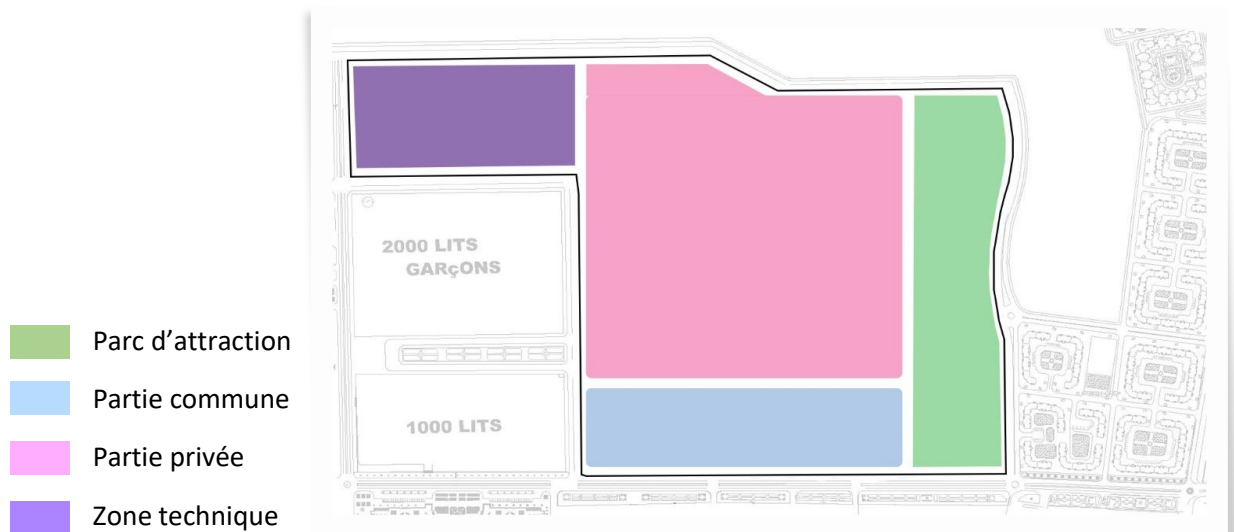 2000 LITS
GARçONS
1000 LITS
Parc d’attraction
Partie commune
Partie privée
Zone technique